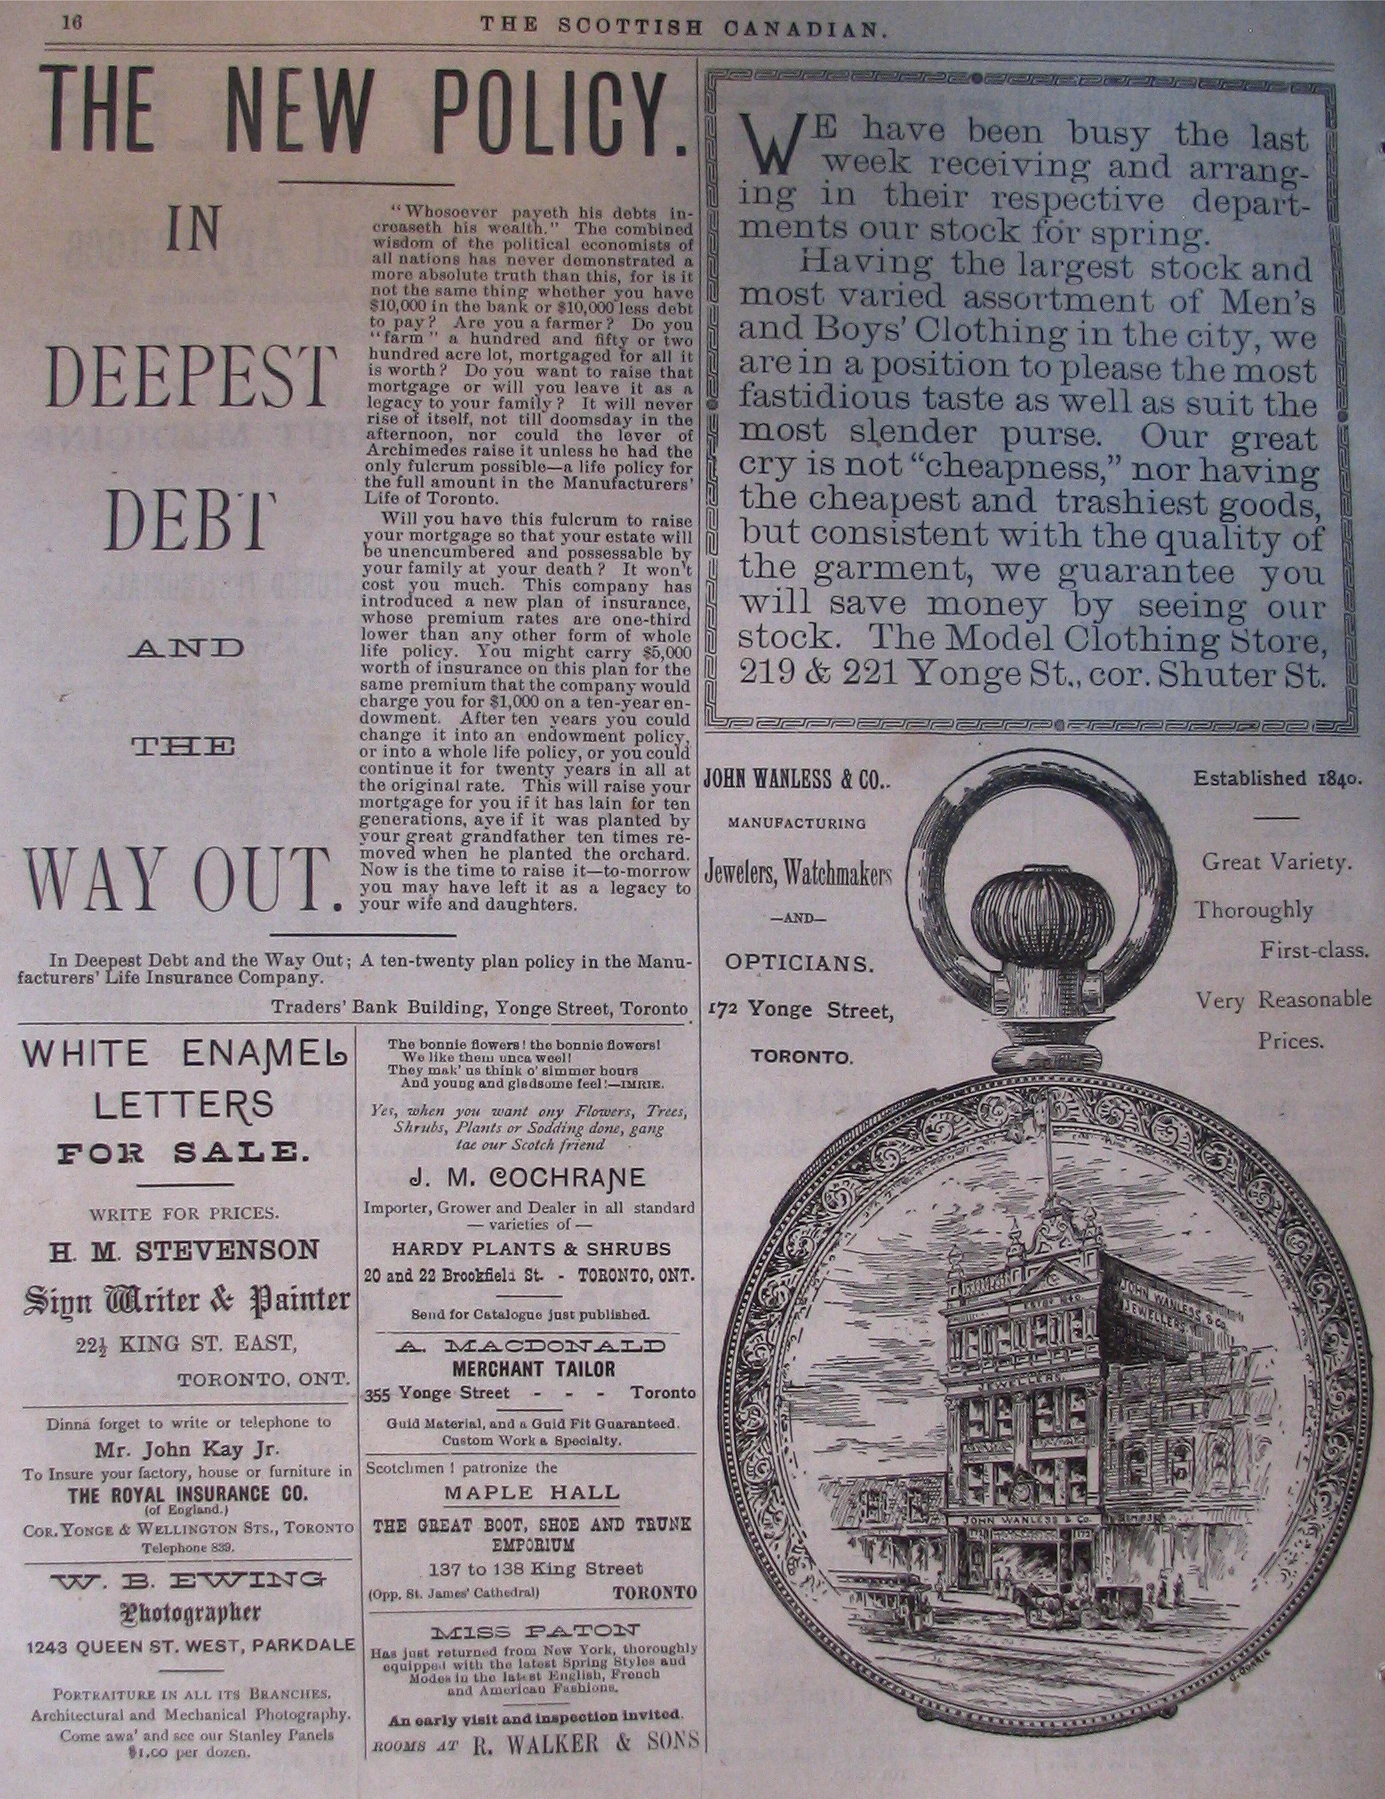 16
THE SCOTTISH CANADIAN.
THE NEW POLICY.
IN
DEEPEST
DEBT
AND
THE
WAY OUT.
"Whosoever payeth his debts in-
creaseth his wealth." The combined
wisdom of the political economists of
all nations has never demonstrated a
more absolute truth than this, for is it
not the same thing whether you have
$10,000 in the bank or $10,000 less debt
to pay? Are you a farmer? Do you
"farm" a hundred and fifty or two
hundred acre lot, mortgaged for all it
is worth? Do you want to raise that
mortgage or will you leave it as a
legacy to your family? It will never
rise of itself, not till doomsday in the
afternoon, nor could the lever of
Archimedes raise it unless he had the
only fulcrum possible—a life policy for
the full amount in the Manufacturers'
Life of Toronto.
Will you have this fulcrum to raise
your mortgage so that your estate will
be unencumbered and possessable by
your family at your death? It won't
cost you much. This company has
introduced a new plan of insurance,
whose premium rates are one-third
lower than any other form of whole
life policy. You might carry $5,000
worth of insurance on this plan for the
same premium that the company would
charge you for $1,000 on a ten-year en-
dowment. After ten years you could
change it into an endowment policy,
or into a whole life policy, or you could
continue it for twenty years in all at
the original rate. This will raise your
mortgage for you if it has lain for ten
generations, aye if it was planted by
your great grandfather ten times re-
moved when he planted the orchard.
Now is the time to raise it—to-morrow
you may have left it as a legacy to
your wife and daughters.
In Deepest Debt and the Way Out; A ten-twenty plan policy in the Manu-
facturers' Life Insurance Company.
Traders' Bank Building, Yonge Street, Toronto
WE have been busy the last
week receiving and arrang-
ing in their respective depart-
ments our stock for spring.
Having the largest stock and
most varied assortment of Men's
and Boys' Clothing in the city, we
are in a position to please the most
fastidious taste as well as suit the
most slender purse. Our great
cry is not "cheapness," nor having
the cheapest and trashiest goods,
but consistent with the quality of
the garment, we guarantee you
will save money by seeing our
stock. The Model Clothing Store,
219 & 221 Yonge St., cor. Shuter St.
WHITE ENAMEL
LETTERS
FOR SALE.
WRITE FOR PRICES.
H. M. STEVENSON
Sign Writer & Painter
22½ KING ST. EAST,
TORONTO, ONT.
Dinna forget to write or telephone to
Mr. John Kay Jr.
To Insure your factory, house or furniture in
THE ROYAL INSURANCE CO.
(of England.)
COR. YONGE & WELLINGTON STS., TORONTO
Telephone 839.
W. B. EWING
Photographer
1243 QUEEN ST. WEST, PARKDALE
PORTRAITURE IN ALL ITS BRANCHES.
Architectural and Mechanical Photography.
Come awa' and see our Stanley Panels
$1.00 per dozen.
The bonnie flowers! the bonnie flowers!
We like them unca weel!
They mak' us think o' simmer hours
And young and gladsome feel!—IMRIE.
Yes, when you want ony Flowers, Trees,
Shrubs, Plants or Sodding done, gang
tae our Scotch friend
J. M. COCHRANE
Importer, Grower and Dealer in all standard
— varieties of —
HARDY PLANTS & SHRUBS
20 and 22 Brookfield St. - TORONTO, ONT.
Send for Catalogue just published.
A. MACDONALD
MERCHANT TAILOR
355 Yonge Street - - - Toronto
Guid Material, and a Guid Fit Guaranteed.
Custom Work a Specialty.
Scotchmen! patronize the
MAPLE HALL
THE GREAT BOOT, SHOE AND TRUNK
EMPORIUM
137 to 138 King Street
(Opp. St. James' Cathedral) TORONTO
MISS PATON
Has just returned from New York, thoroughly
equipped with the latest Spring Styles and
Modes in the latest English, French
and American Fashions.
An early visit and inspection invited.
ROOMS AT R. WALKER & SONS
JOHN WANLESS & CO..
MANUFACTURING
Jewelers, Watchmakers
—AND—
OPTICIANS.
172 Yonge Street,
TORONTO.
Established 1840.
Great Variety.
Thoroughly
First-class.
Very Reasonable
Prices.
JOHN WANLESS & CO.
JEWELLERS
JEWELLERS
JOHN WANLESS & Co.
172